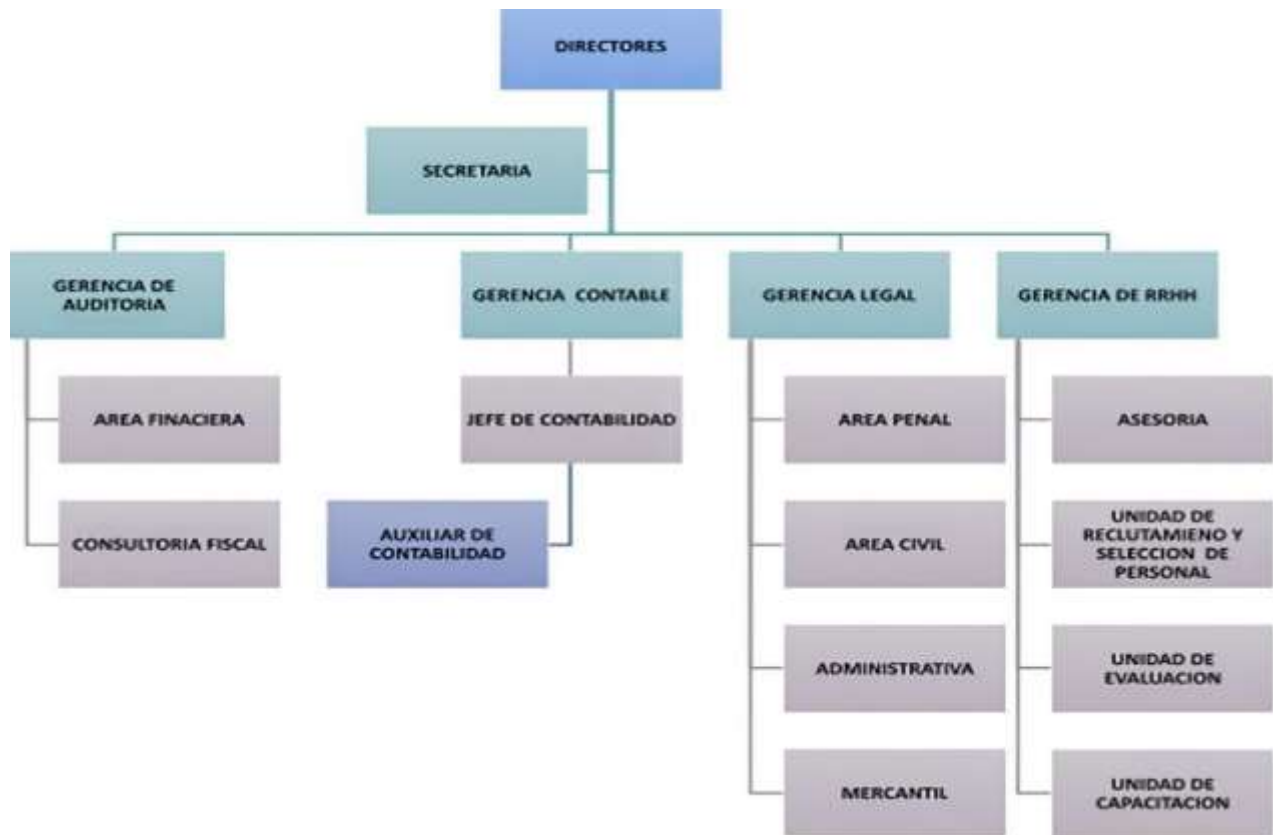 DIRECTORES
SECRETARIA
GERENCIA DE
AUDITORIA
GERENCIA CONTABLE
GERENCIA LEGAL
GERENCIA DE RRHH
AREA FINACIERA
JEFE DE CONTABILIDAD
AREA PENAL
ASESORIA
CONSULTORIA FISCAL
AUXILIAR DE
CONTABILIDAD
AREA CIVIL
UNIDAD DE
RECLUTAMIENO Y
SELECCION DE
PERSONAL
ADMINISTRATIVA
UNIDAD DE
EVALUACION
MERCANTIL
UNIDAD DE
CAPACITACION